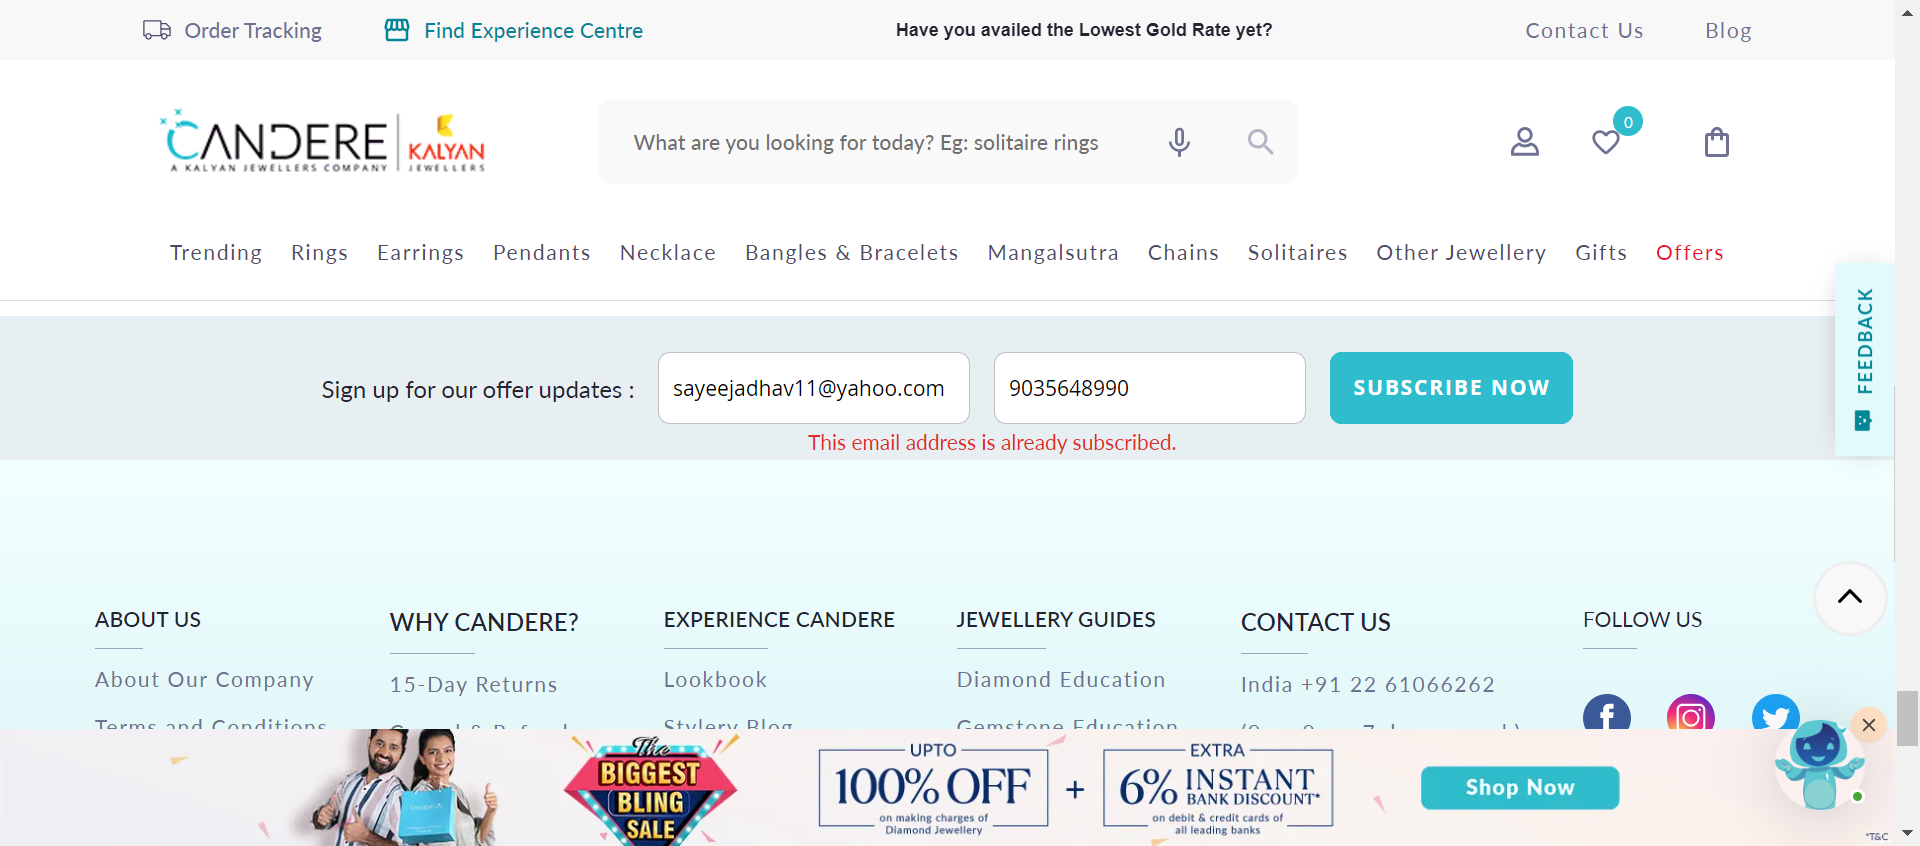 Order Tracking
Find Experience Centre
Have you availed the Lowest Gold Rate yet?
Contact Us
Blog
CANDERE
A KALYAN JEWELLERS COMPANY
KALYAN
JEWELLERS
What are you looking for today? Eg: solitaire rings
0
Trending Rings Earrings Pendants Necklace Bangles & Bracelets Mangalsutra Chains Solitaires Other Jewellery Gifts Offers
FEEDBACK
Sign up for our offer updates :
sayeejadhav11@yahoo.com
9035648990
SUBSCRIBE NOW
This email address is already subscribed.
ABOUT US
About Our Company
Terms and Conditions
WHY CANDERE?
15-Day Returns
EXPERIENCE CANDERE
Lookbook
Stylery Blog
JEWELLERY GUIDES
Diamond Education
Gemstone Education
CONTACT US
India +91 22 61066262
FOLLOW US
The
BIGGEST
BLING
SALE
UPTO
100% OFF
on making charges of
Diamond Jewellery
+
EXTRA
6% INSTANT
BANK DISCOUNT*
on debit & credit cards of
all leading banks
Shop Now
*T&C